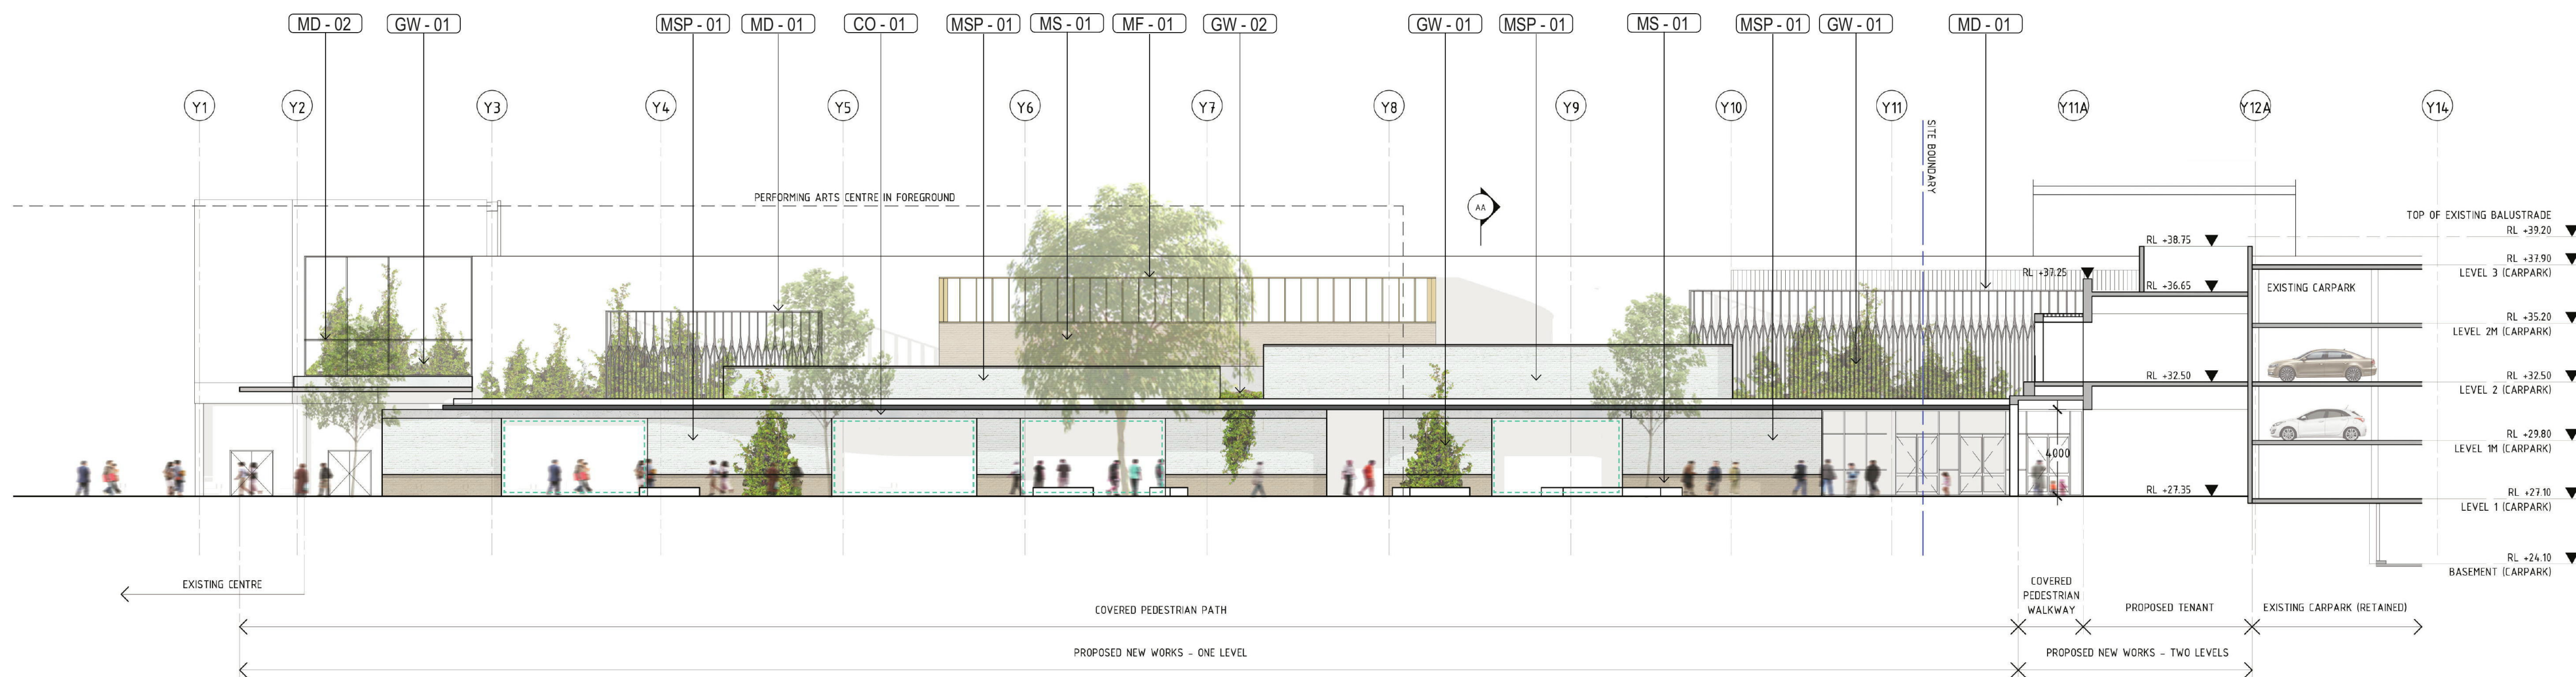 MD - 02
GW - 01
MSP - 01
MD - 01
CO - 01
MSP - 01
MS - 01
MF - 01
GW - 02
GW - 01
MSP - 01
MS - 01
MSP - 01
GW - 01
MD - 01
Y1
Y2
Y3
Y4
Y5
Y6
Y7
Y8
Y9
Y10
Y11
Y11A
Y12A
Y14
SITE BOUNDARY
PERFORMING ARTS CENTRE IN FOREGROUND
AA
TOP OF EXISTING BALUSTRADE
RL +39.20
RL +38.75
RL +37.90
LEVEL 3 (CARPARK)
RL +37.25
RL +36.65
EXISTING CARPARK
RL +35.20
LEVEL 2M (CARPARK)
RL +32.50
RL +32.50
LEVEL 2 (CARPARK)
RL +29.80
LEVEL 1M (CARPARK)
4000
RL +27.35
RL +27.10
LEVEL 1 (CARPARK)
RL +24.10
BASEMENT (CARPARK)
EXISTING CENTRE
COVERED PEDESTRIAN PATH
COVERED
PEDESTRIAN
WALKWAY
PROPOSED TENANT
EXISTING CARPARK (RETAINED)
PROPOSED NEW WORKS - ONE LEVEL
PROPOSED NEW WORKS - TWO LEVELS